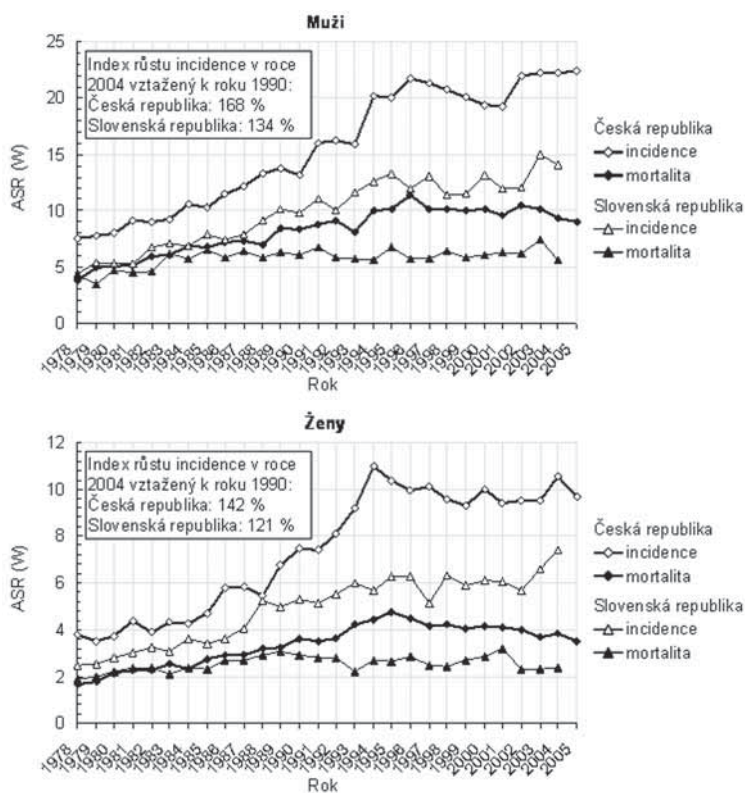 Muži
Index růstu incidence v roce
2004 vztažený k roku 1990:
Česká republika: 168 %
Slovenská republika: 134 %
25
20
15
10
5
0
ASR (W)
1978
1979
1980
1981
1982
1983
1984
1985
1986
1987
1988
1989
1990
1991
1992
1993
1994
1995
1996
1997
1998
1999
2000
2001
2002
2003
2004
2005
Rok
Česká republika
incidence
mortalita
Slovenská republika
incidence
mortalita
Ženy
Index růstu incidence v roce
2004 vztažený k roku 1990:
Česká republika: 142 %
Slovenská republika: 121 %
12
10
8
6
4
2
0
ASR (W)
1978
1979
1980
1981
1982
1983
1984
1985
1986
1987
1988
1989
1990
1991
1992
1993
1994
1995
1996
1997
1998
1999
2000
2001
2002
2003
2004
2005
Rok
Česká republika
incidence
mortalita
Slovenská republika
incidence
mortalita